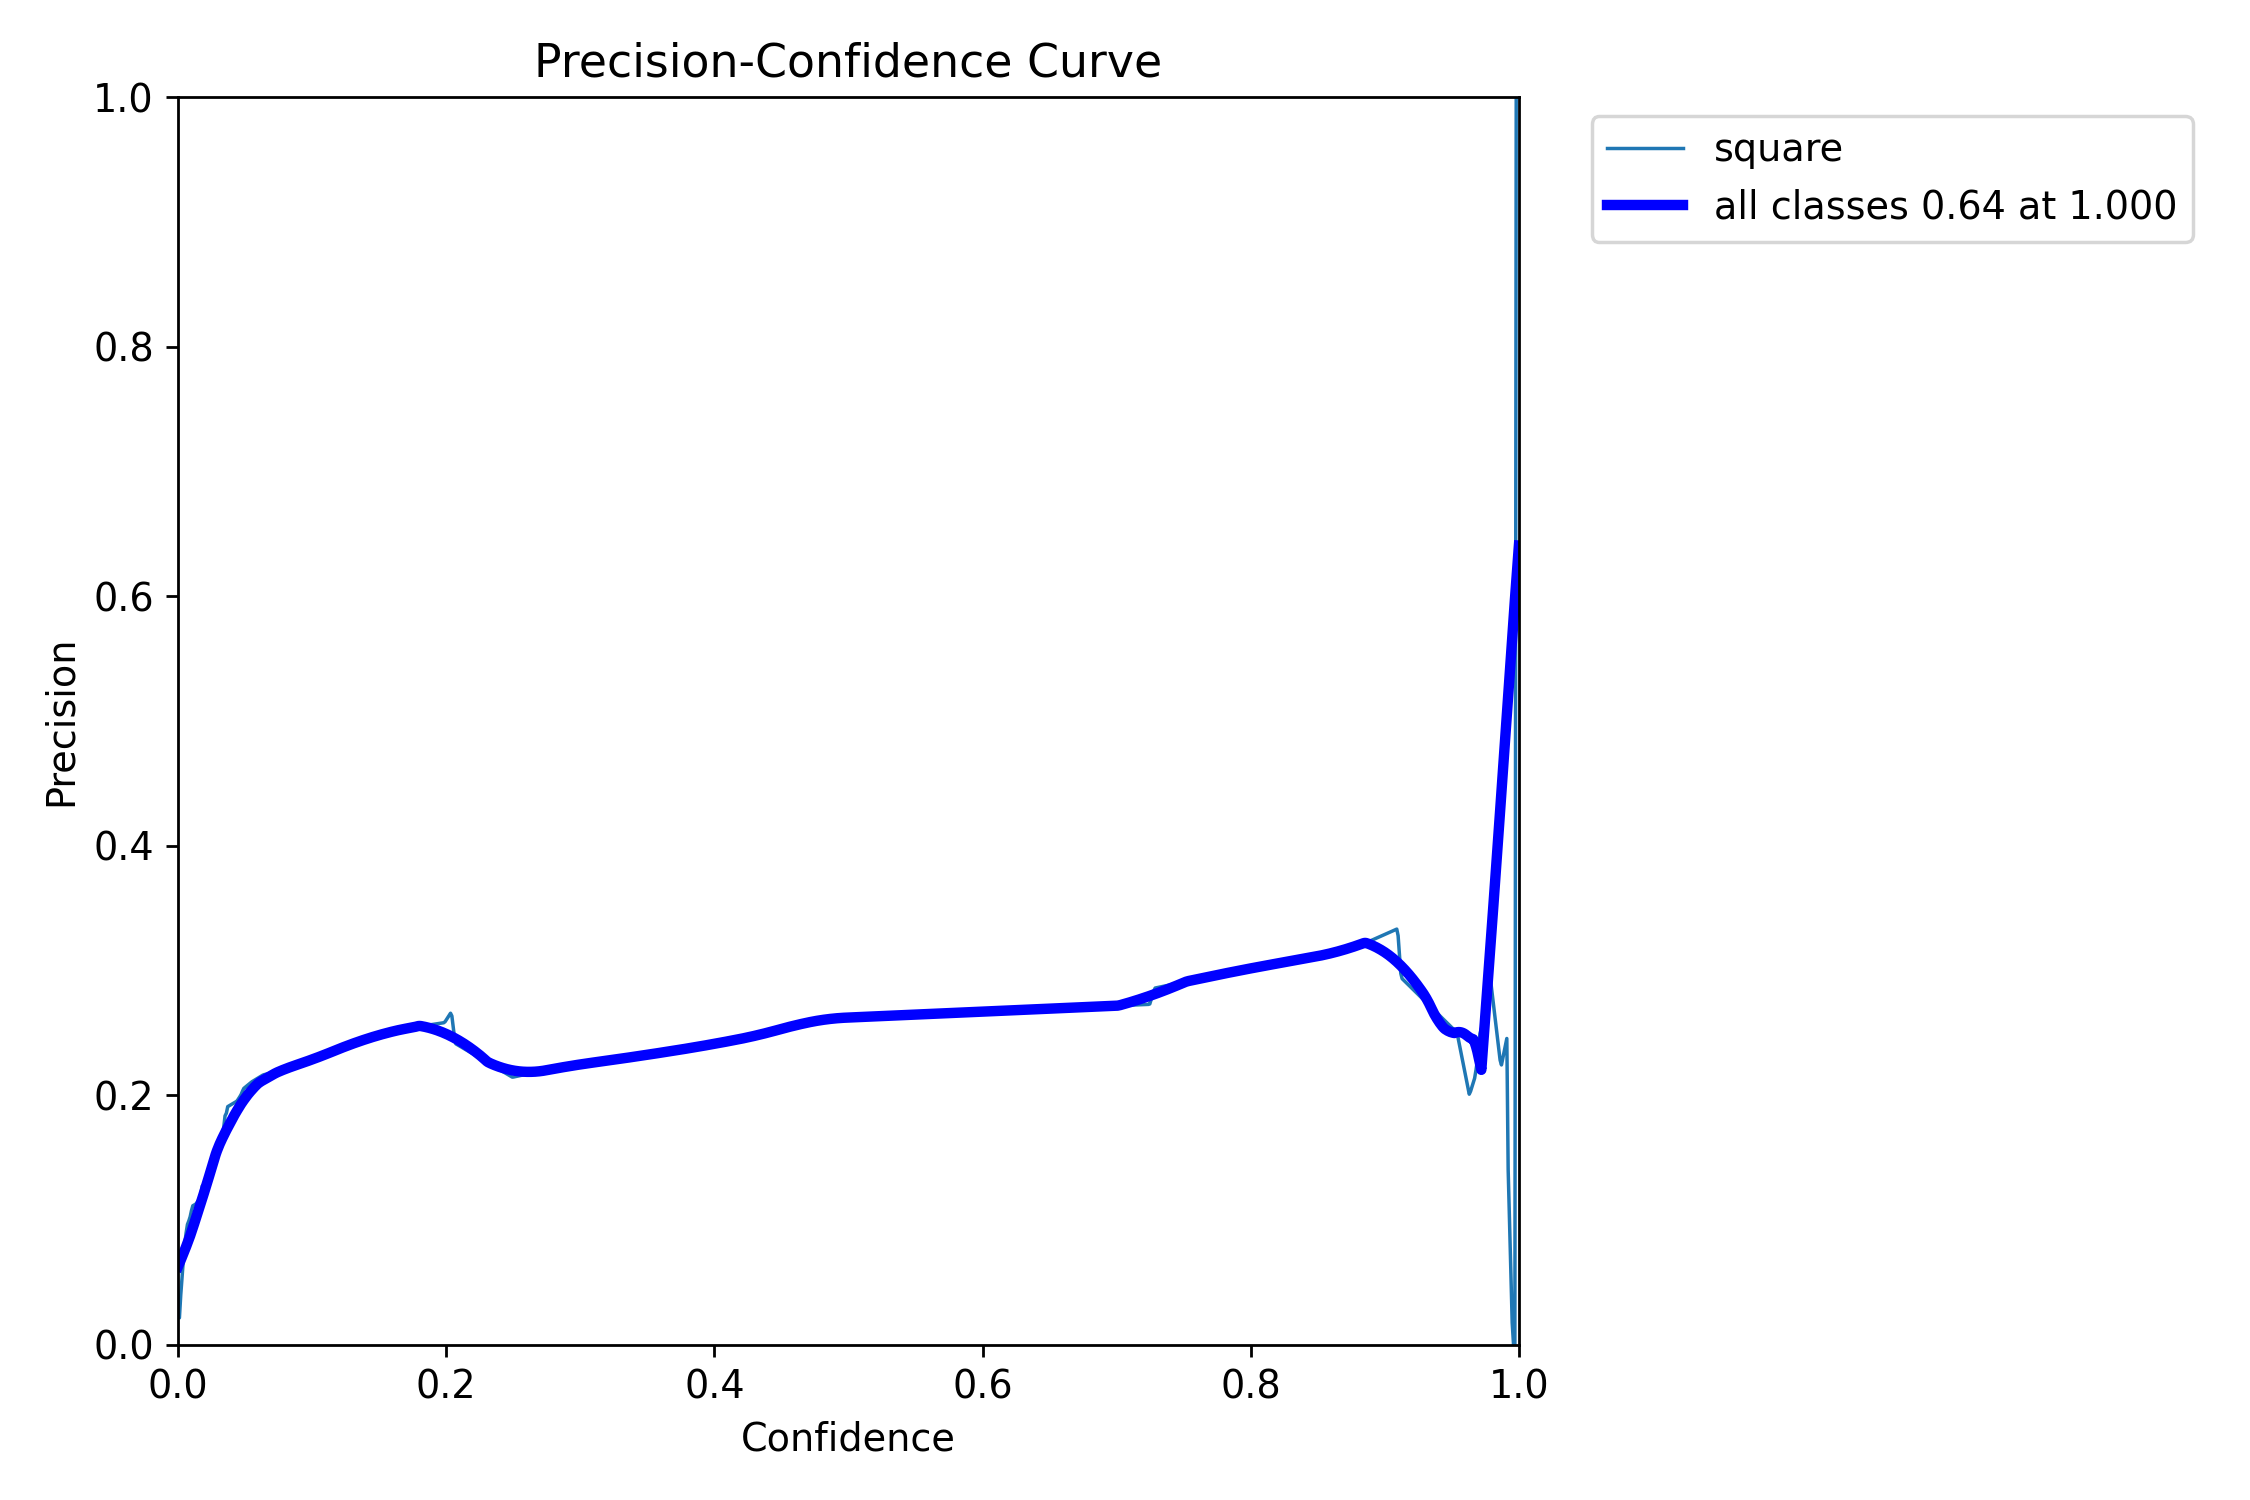 Precision-Confidence Curve
square
all classes 0.64 at 1.000
1.0
0.8
0.6
0.4
0.2
0.0
Precision
0.0 0.2 0.4 0.6 0.8 1.0
Confidence